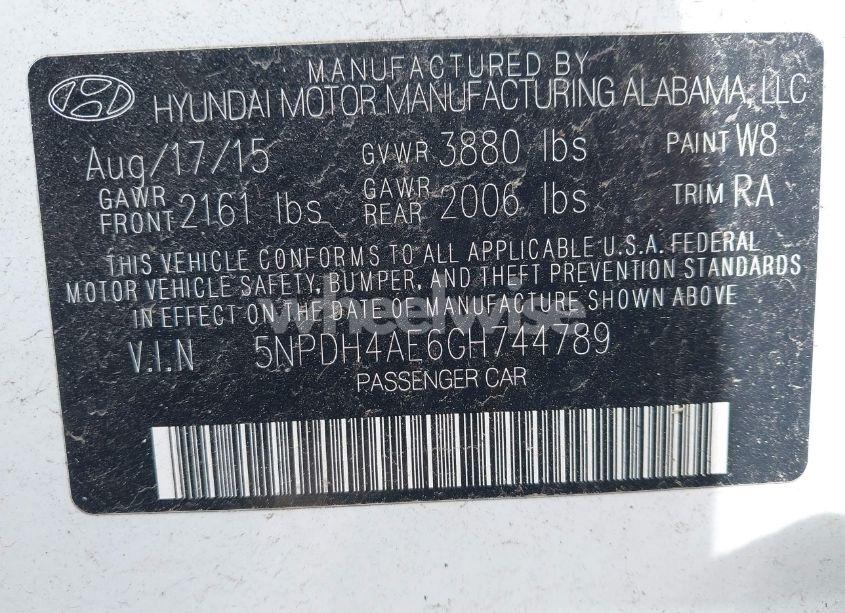 MANUFACTURED BY
HYUNDAI MOTOR MANUFACTURING ALABAMA, LLC
Aug/17/15 GVWR 3880 lbs PAINT W8
GAWR FRONT 2161 lbs GAWR REAR 2006 lbs TRIM RA
THIS VEHICLE CONFORMS TO ALL APPLICABLE U.S.A. FEDERAL
MOTOR VEHICLE SAFETY, BUMPER, AND THEFT PREVENTION STANDARDS
IN EFFECT ON THE DATE OF MANUFACTURE SHOWN ABOVE
wheelwise
V.I.N 5NPDH4AE6GH744789
PASSENGER CAR